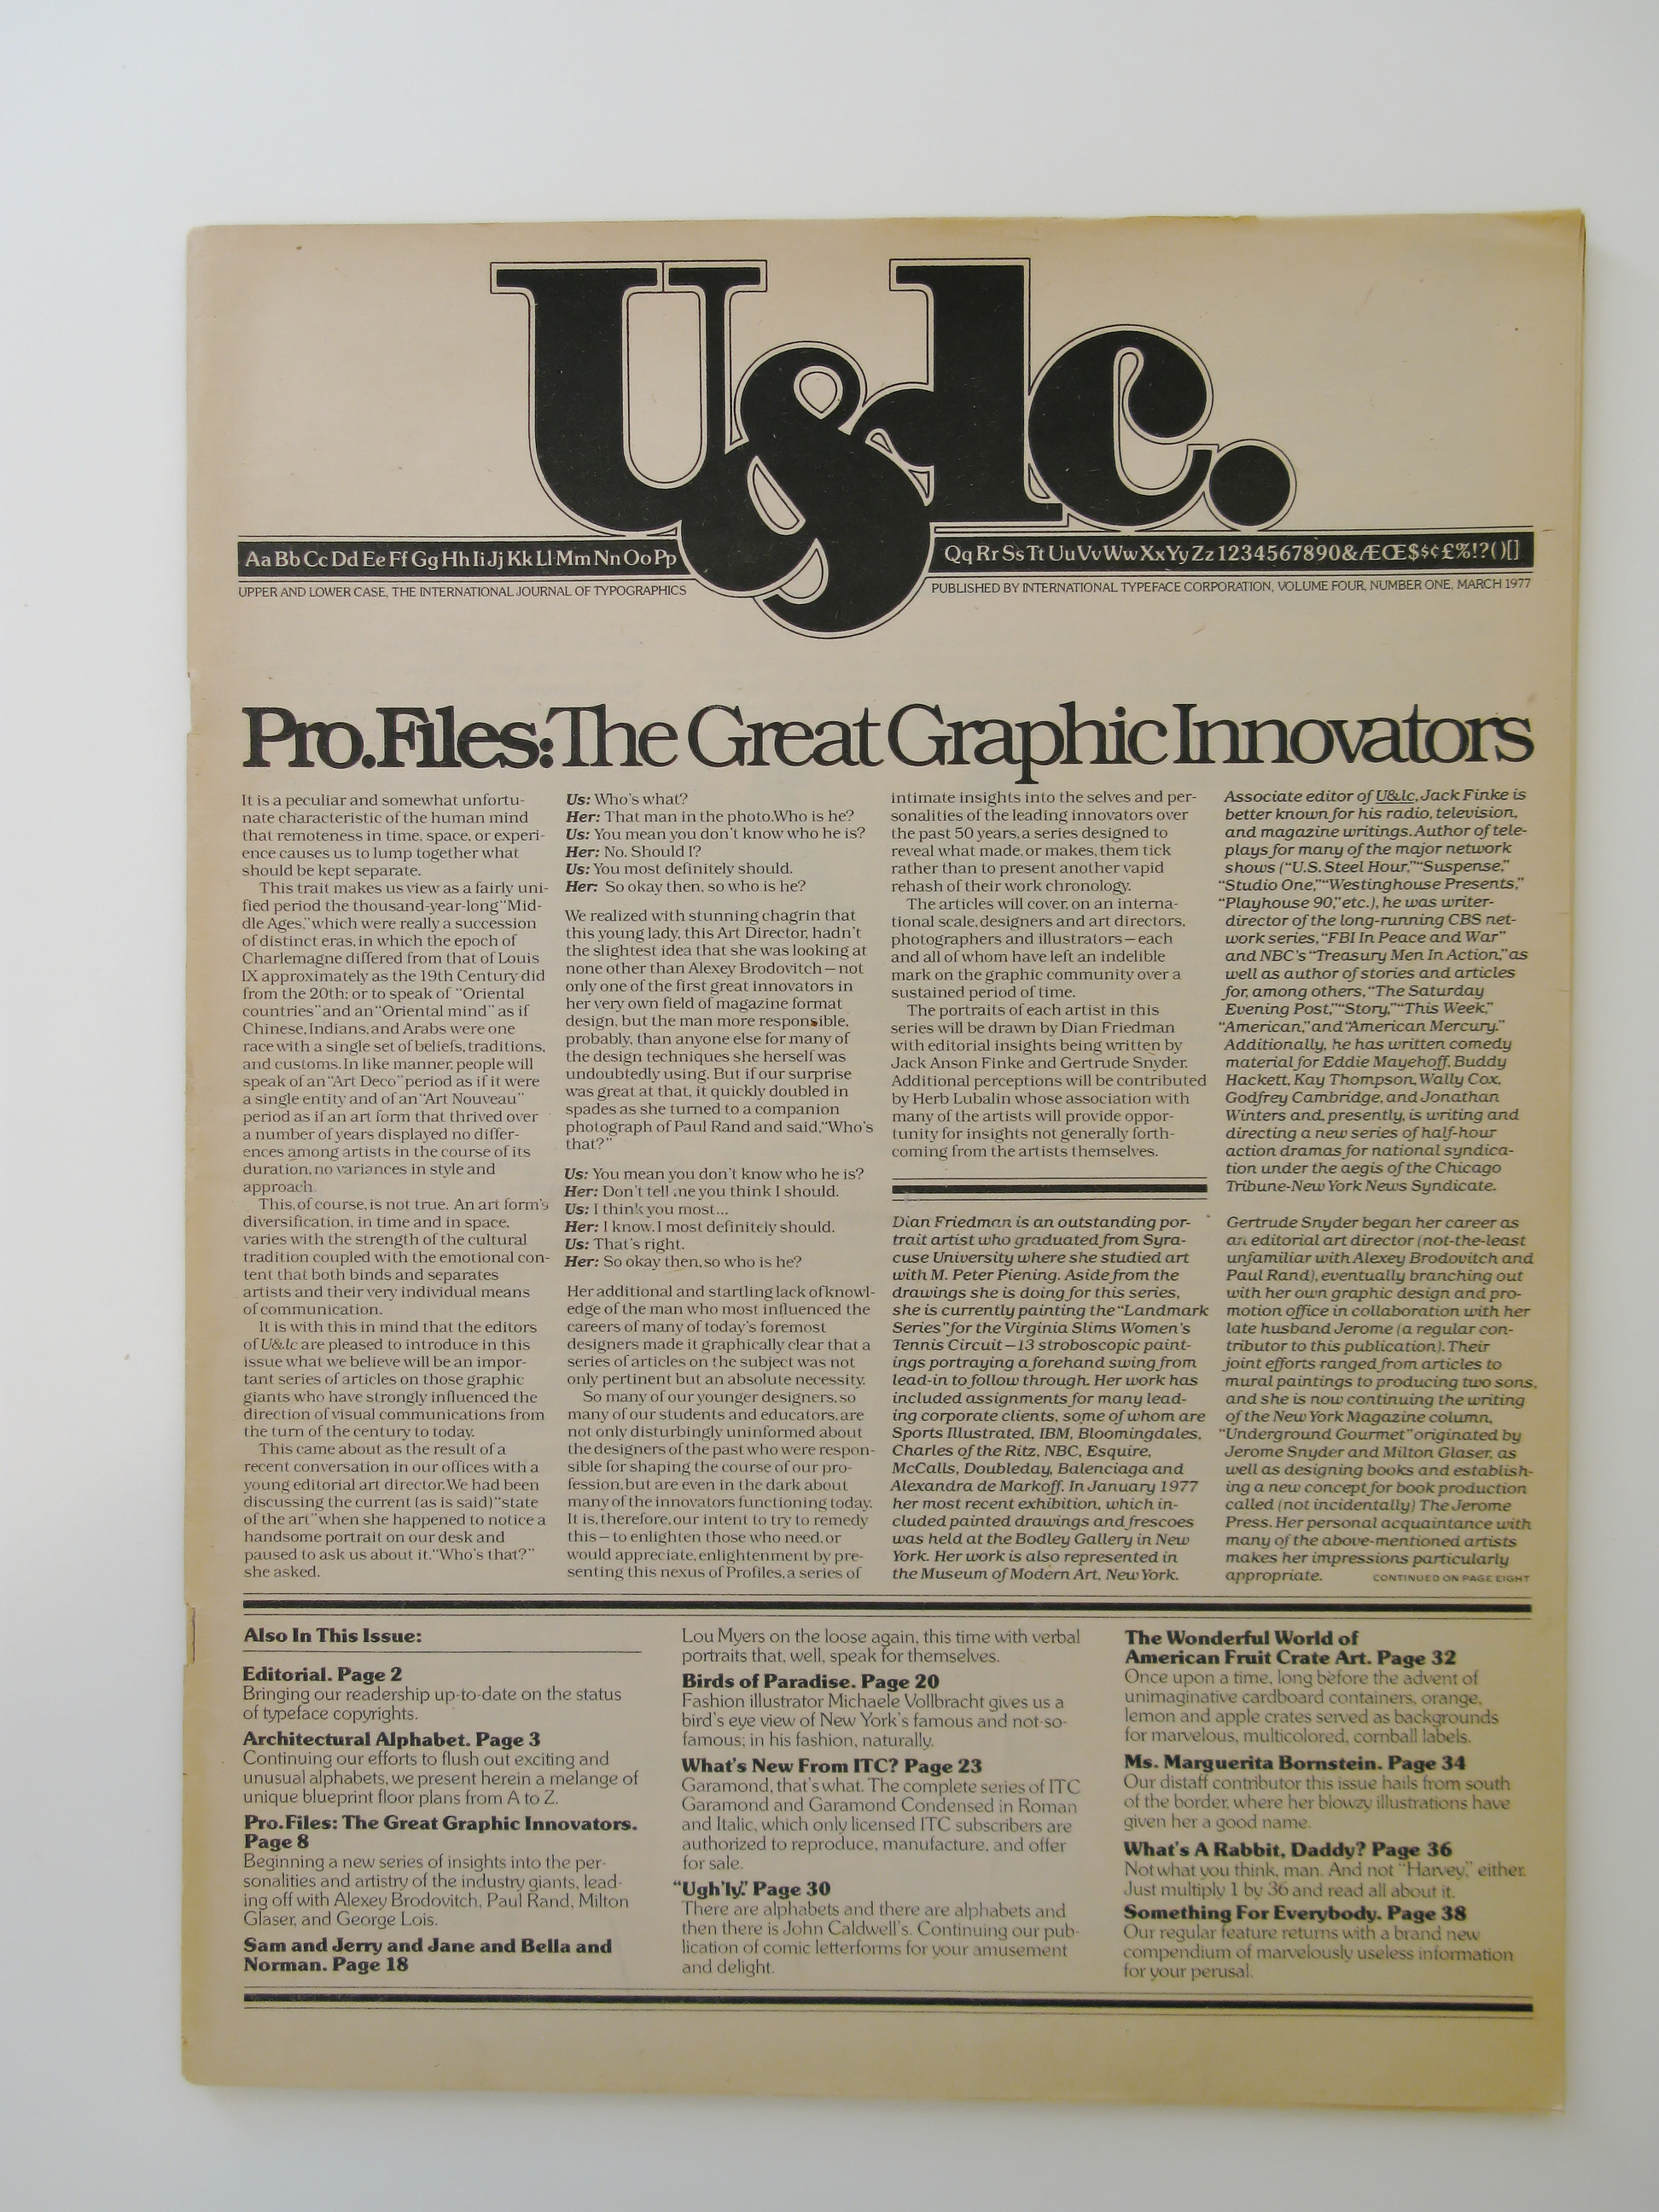 U&lc.
Aa Bb Cc Dd Ee Ff Gg Hh Ii Jj Kk Ll Mm Nn Oo Pp
Qq Rr Ss Tt Uu Vv Ww Xx Yy Zz 1234567890&ÆŒ$$¢£%!?()[]
UPPER AND LOWER CASE, THE INTERNATIONAL JOURNAL OF TYPOGRAPHICS
PUBLISHED BY INTERNATIONAL TYPEFACE CORPORATION, VOLUME FOUR, NUMBER ONE, MARCH 1977
Pro.Files: The Great Graphic Innovators
It is a peculiar and somewhat unfortu-
nate characteristic of the human mind
that remoteness in time, space, or experi-
ence causes us to lump together what
should be kept separate.
This trait makes us view as a fairly uni-
fied period the thousand-year-long "Mid-
dle Ages," which were really a succession
of distinct eras, in which the epoch of
Charlemagne differed from that of Louis
IX approximately as the 19th Century did
from the 20th; or to speak of "Oriental
countries" and an "Oriental mind" as if
Chinese, Indians, and Arabs were one
race with a single set of beliefs, traditions,
and customs. In like manner, people will
speak of an "Art Deco" period as if it were
a single entity and of an "Art Nouveau"
period as if an art form that thrived over
a number of years displayed no differ-
ences among artists in the course of its
duration, no variances in style and
approach.
This, of course, is not true. An art form's
diversification, in time and in space,
varies with the strength of the cultural
tradition coupled with the emotional con-
tent that both binds and separates
artists and their very individual means
of communication.
It is with this in mind that the editors
of U&lc are pleased to introduce in this
issue what we believe will be an impor-
tant series of articles on those graphic
giants who have strongly influenced the
direction of visual communications from
the turn of the century to today.
This came about as the result of a
recent conversation in our offices with a
young editorial art director. We had been
discussing the current (as is said) "state
of the art" when she happened to notice a
handsome portrait on our desk and
paused to ask us about it. "Who's that?"
she asked.
Us: Who's what?
Her: That man in the photo. Who is he?
Us: You mean you don't know who he is?
Her: No. Should I?
Us: You most definitely should.
Her: So okay then, so who is he?
We realized with stunning chagrin that
this young lady, this Art Director, hadn't
the slightest idea that she was looking at
none other than Alexey Brodovitch—not
only one of the first great innovators in
her very own field of magazine format
design, but the man more responsible,
probably, than anyone else for many of
the design techniques she herself was
undoubtedly using. But if our surprise
was great at that, it quickly doubled in
spades as she turned to a companion
photograph of Paul Rand and said, "Who's
that?"
Us: You mean you don't know who he is?
Her: Don't tell me you think I should.
Us: I think you most...
Her: I know. I most definitely should.
Us: That's right.
Her: So okay then, so who is he?
Her additional and startling lack of knowl-
edge of the man who most influenced the
careers of many of today's foremost
designers made it graphically clear that a
series of articles on the subject was not
only pertinent but an absolute necessity.
So many of our younger designers, so
many of our students and educators, are
not only disturbingly uninformed about
the designers of the past who were respon-
sible for shaping the course of our pro-
fession, but are even in the dark about
many of the innovators functioning today.
It is, therefore, our intent to try to remedy
this—to enlighten those who need, or
would appreciate, enlightenment by pre-
senting this nexus of Profiles, a series of
intimate insights into the selves and per-
sonalities of the leading innovators over
the past 50 years, a series designed to
reveal what made, or makes, them tick
rather than to present another vapid
rehash of their work chronology.
The articles will cover, on an interna-
tional scale, designers and art directors,
photographers and illustrators—each
and all of whom have left an indelible
mark on the graphic community over a
sustained period of time.
The portraits of each artist in this
series will be drawn by Dian Friedman
with editorial insights being written by
Jack Anson Finke and Gertrude Snyder.
Additional perceptions will be contributed
by Herb Lubalin whose association with
many of the artists will provide oppor-
tunity for insights not generally forth-
coming from the artists themselves.
Dian Friedman is an outstanding por-
trait artist who graduated from Syra-
cuse University where she studied art
with M. Peter Piening. Aside from the
drawings she is doing for this series,
she is currently painting the "Landmark
Series" for the Virginia Slims Women's
Tennis Circuit—13 stroboscopic paint-
ings portraying a forehand swing from
lead-in to follow through. Her work has
included assignments for many lead-
ing corporate clients, some of whom are
Sports Illustrated, IBM, Bloomingdales,
Charles of the Ritz, NBC, Esquire,
McCalls, Doubleday, Balenciaga and
Alexandra de Markoff. In January 1977
her most recent exhibition, which in-
cluded painted drawings and frescoes
was held at the Bodley Gallery in New
York. Her work is also represented in
the Museum of Modern Art, New York.
Associate editor of U&lc, Jack Finke is
better known for his radio, television,
and magazine writings. Author of tele-
plays for many of the major network
shows ("U.S. Steel Hour," "Suspense,"
"Studio One," "Westinghouse Presents,"
"Playhouse 90," etc.), he was writer-
director of the long-running CBS net-
work series, "FBI In Peace and War"
and NBC's "Treasury Men In Action," as
well as author of stories and articles
for, among others, "The Saturday
Evening Post," "Story," "This Week,"
"American," and "American Mercury."
Additionally, he has written comedy
material for Eddie Mayehoff, Buddy
Hackett, Kay Thompson, Wally Cox,
Godfrey Cambridge, and Jonathan
Winters and, presently, is writing and
directing a new series of half-hour
action dramas for national syndica-
tion under the aegis of the Chicago
Tribune-New York News Syndicate.
Gertrude Snyder began her career as
an editorial art director (not-the-least
unfamiliar with Alexey Brodovitch and
Paul Rand), eventually branching out
with her own graphic design and pro-
motion office in collaboration with her
late husband Jerome (a regular con-
tributor to this publication). Their
joint efforts ranged from articles to
mural paintings to producing two sons,
and she is now continuing the writing
of the New York Magazine column,
"Underground Gourmet" originated by
Jerome Snyder and Milton Glaser, as
well as designing books and establish-
ing a new concept for book production
called (not incidentally) The Jerome
Press. Her personal acquaintance with
many of the above-mentioned artists
makes her impressions particularly
appropriate. CONTINUED ON PAGE EIGHT
Also In This Issue:
Editorial. Page 2
Bringing our readership up-to-date on the status
of typeface copyrights.
Architectural Alphabet. Page 3
Continuing our efforts to flush out exciting and
unusual alphabets, we present herein a melange of
unique blueprint floor plans from A to Z.
Pro.Files: The Great Graphic Innovators.
Page 8
Beginning a new series of insights into the per-
sonalities and artistry of the industry giants, lead-
ing off with Alexey Brodovitch, Paul Rand, Milton
Glaser, and George Lois.
Sam and Jerry and Jane and Bella and
Norman. Page 18
Lou Myers on the loose again, this time with verbal
portraits that, well, speak for themselves.
Birds of Paradise. Page 20
Fashion illustrator Michaele Vollbracht gives us a
bird's eye view of New York's famous and not-so-
famous; in his fashion, naturally.
What's New From ITC? Page 23
Garamond, that's what. The complete series of ITC
Garamond and Garamond Condensed in Roman
and Italic, which only licensed ITC subscribers are
authorized to reproduce, manufacture, and offer
for sale.
"Ugh'ly." Page 30
There are alphabets and there are alphabets and
then there is John Caldwell's. Continuing our pub-
lication of comic letterforms for your amusement
and delight.
The Wonderful World of
American Fruit Crate Art. Page 32
Once upon a time, long before the advent of
unimaginative cardboard containers, orange,
lemon and apple crates served as backgrounds
for marvelous, multicolored, cornball labels.
Ms. Marguerita Bornstein. Page 34
Our distaff contributor this issue hails from south
of the border, where her blowzy illustrations have
given her a good name.
What's A Rabbit, Daddy? Page 36
Not what you think, man. And not "Harvey," either.
Just multiply 1 by 36 and read all about it.
Something For Everybody. Page 38
Our regular feature returns with a brand new
compendium of marvelously useless information
for your perusal.